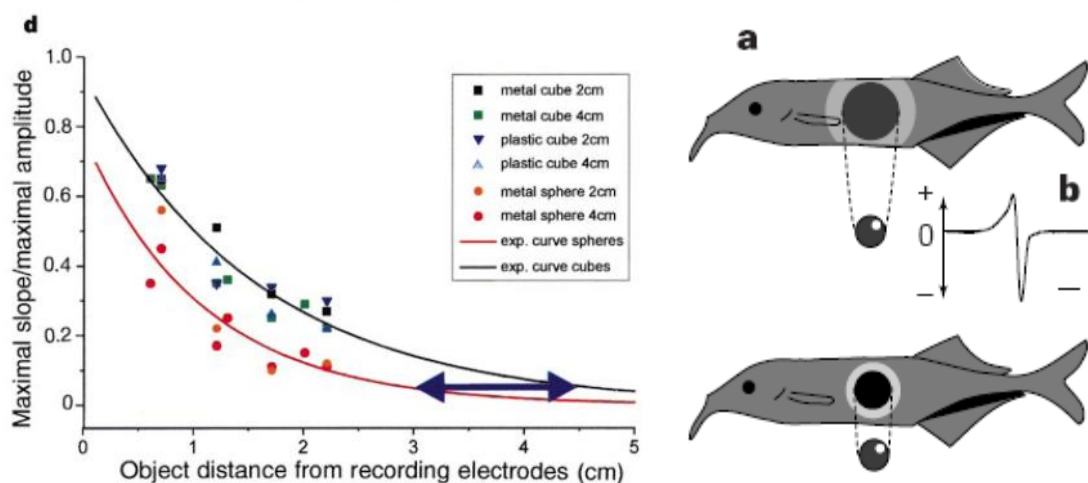 d
Maximal slope/maximal amplitude
1.0
0.8
0.6
0.4
0.2
0
metal cube 2cm
metal cube 4cm
plastic cube 2cm
plastic cube 4cm
metal sphere 2cm
metal sphere 4cm
exp. curve spheres
exp. curve cubes
0 1 2 3 4 5
Object distance from recording electrodes (cm)
a
b
+
0
–